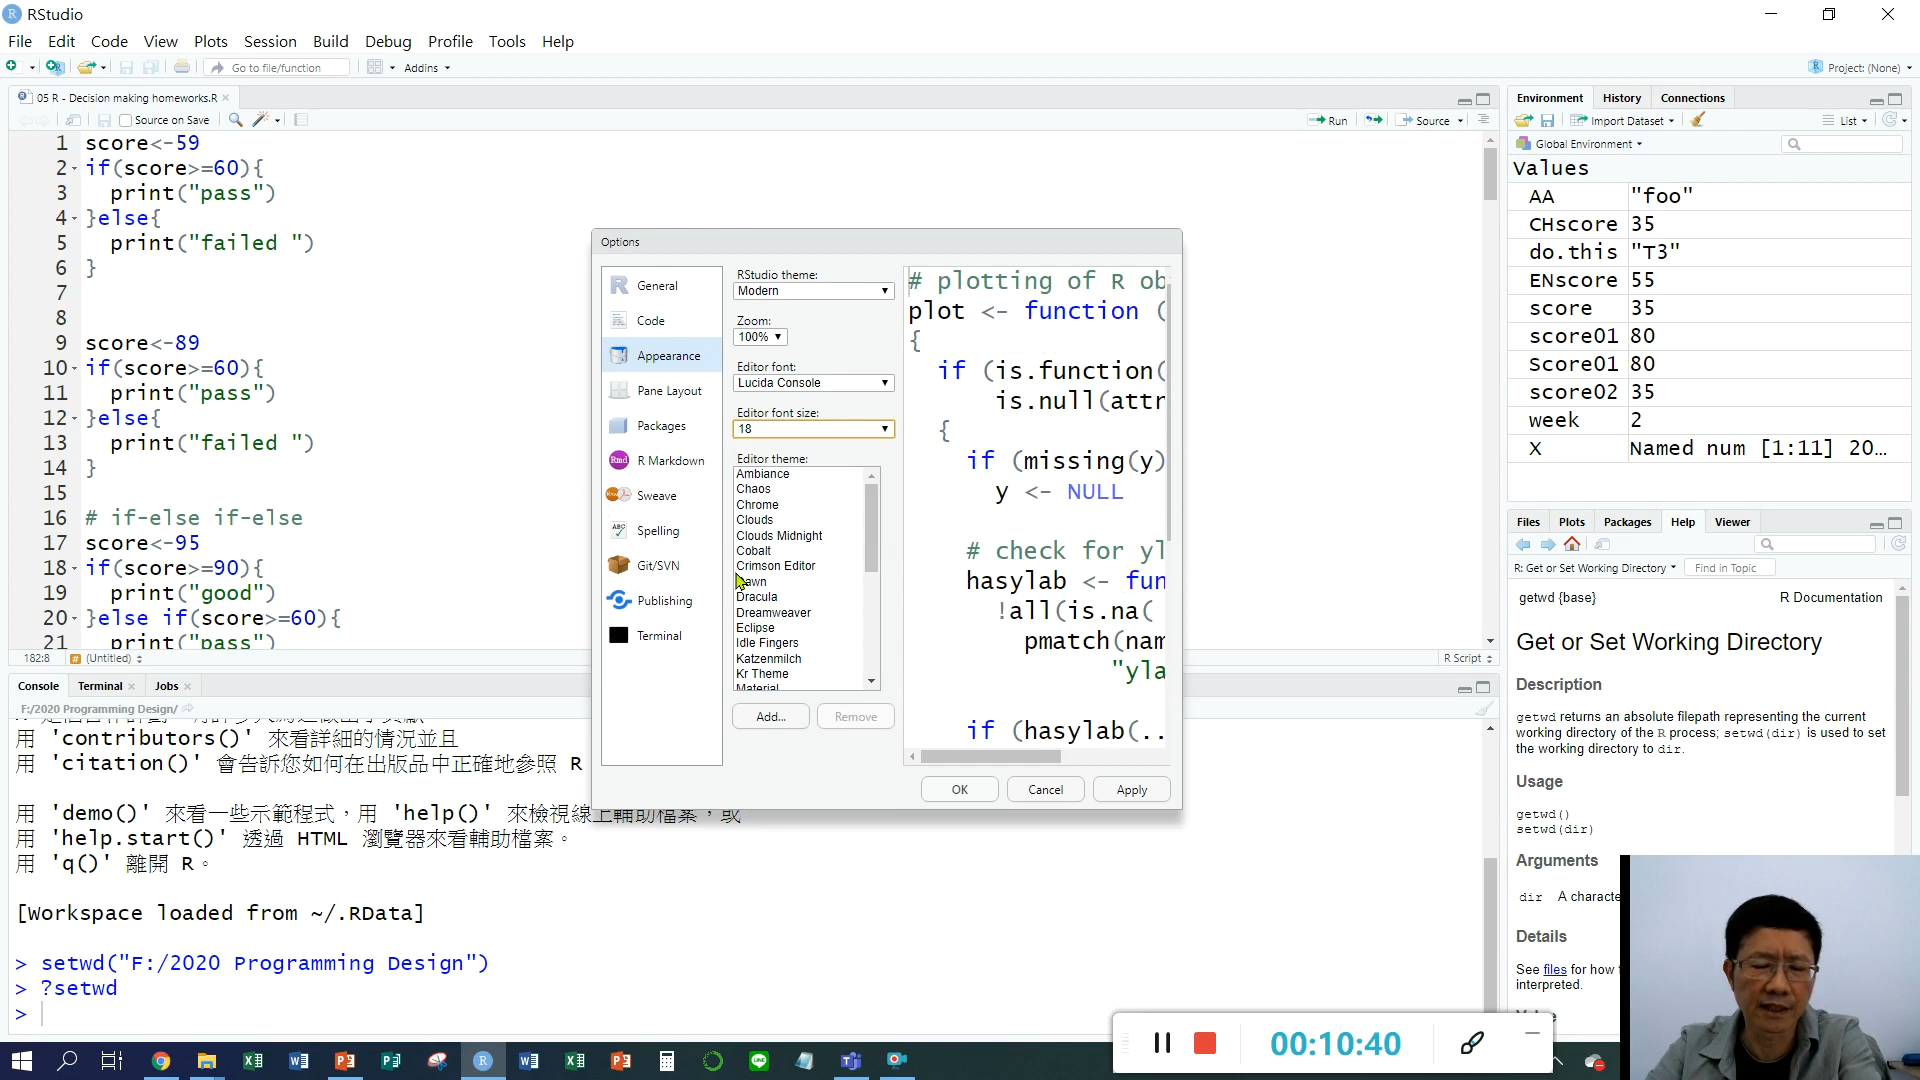 RStudio
File Edit Code View Plots Session Build Debug Profile Tools Help
Go to file/function Addins Project: (None)
05 R - Decision making homeworks.R
Source on Save Run Source
1 score<-59
2 if(score>=60){
3 print("pass")
4 }else{
5 print("failed ")
6 }
7
8
9 score<-89
10 if(score>=60){
11 print("pass")
12 }else{
13 print("failed ")
14 }
15
16 # if-else if-else
17 score<-95
18 if(score>=90){
19 print("good")
20 }else if(score>=60){
21 print("pass")
182:8 (Untitled) R Script
Console Terminal Jobs
F:/2020 Programming Design/
用 'contributors()' 來看詳細的情況並且
用 'citation()' 會告訴您如何在出版品中正確地參照 R
用 'demo()' 來看一些示範程式，用 'help()' 來檢視線上輔助檔案，或
用 'help.start()' 透過 HTML 瀏覽器來看輔助檔案。
用 'q()' 離開 R。
[Workspace loaded from ~/.RData]
> setwd("F:/2020 Programming Design")
> ?setwd
>
Options
General
Code
Appearance
Pane Layout
Packages
Rmd R Markdown
Sweave
ABC Spelling
Git/SVN
Publishing
Terminal
RStudio theme:
Modern
Zoom:
100%
Editor font:
Lucida Console
Editor font size:
18
Editor theme:
Ambiance
Chaos
Chrome
Clouds
Clouds Midnight
Cobalt
Crimson Editor
Dracula
Dreamweaver
Eclipse
Idle Fingers
Katzenmilch
Kr Theme
Material
Add... Remove
# plotting of R ob
plot <- function (
{
if (is.function(
is.null(attr
{
if (missing(y)
y <- NULL
# check for yl
hasylab <- fun
!all(is.na(
pmatch(nam
"yla
if (hasylab(..
OK Cancel Apply
Environment History Connections
Import Dataset List
Global Environment
Values
AA "foo"
CHscore 35
do.this "T3"
ENscore 55
score 35
score01 80
Score01 80
score02 35
week 2
X Named num [1:11] 20…
Files Plots Packages Help Viewer
R: Get or Set Working Directory Find in Topic
getwd {base} R Documentation
Get or Set Working Directory
Description
getwd returns an absolute filepath representing the current
working directory of the R process; setwd(dir) is used to set
the working directory to dir.
Usage
getwd()
setwd(dir)
Arguments
dir A characte
Details
See files for how
interpreted.
00:10:40